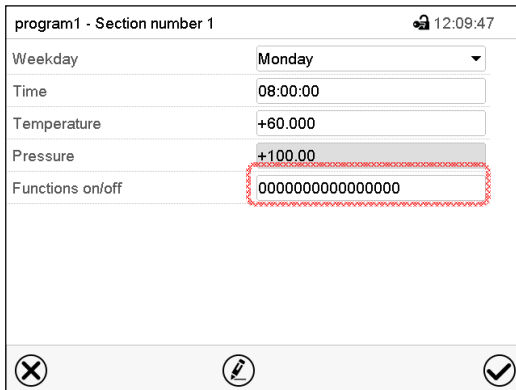 program1 - Section number 1 12:09:47
Weekday Monday
Time 08:00:00
Temperature +60.000
Pressure +100.00
Functions on/off 0000000000000000